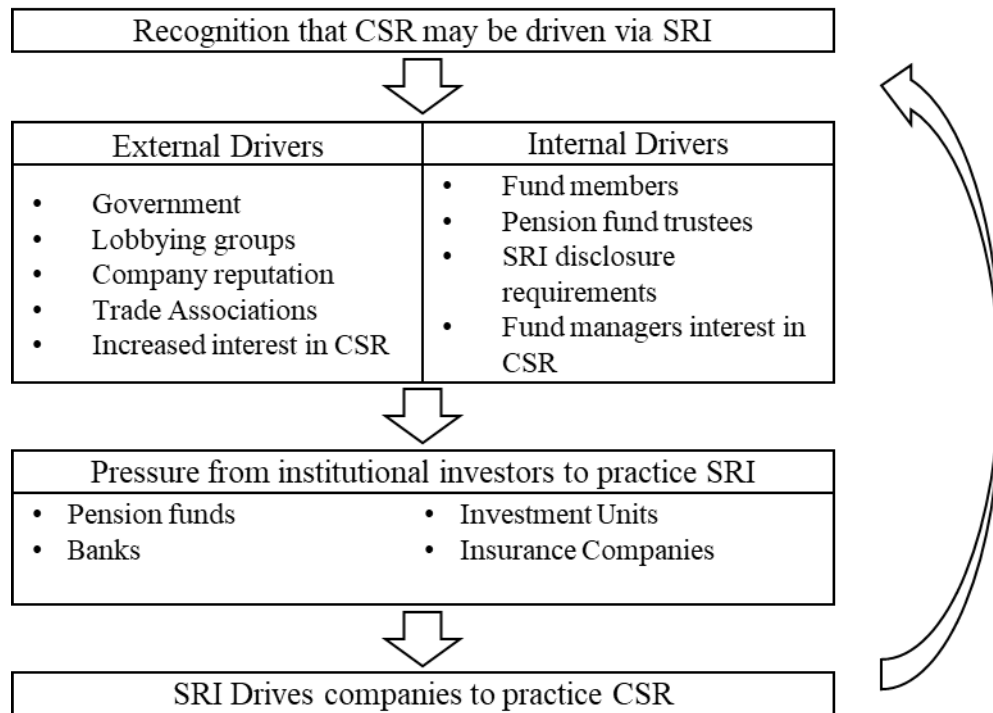 Recognition that CSR may be driven via SRI
External Drivers
• Government
• Lobbying groups
• Company reputation
• Trade Associations
• Increased interest in CSR
Internal Drivers
• Fund members
• Pension fund trustees
• SRI disclosure
requirements
• Fund managers interest in
CSR
Pressure from institutional investors to practice SRI
• Pension funds
• Banks
• Investment Units
• Insurance Companies
SRI Drives companies to practice CSR